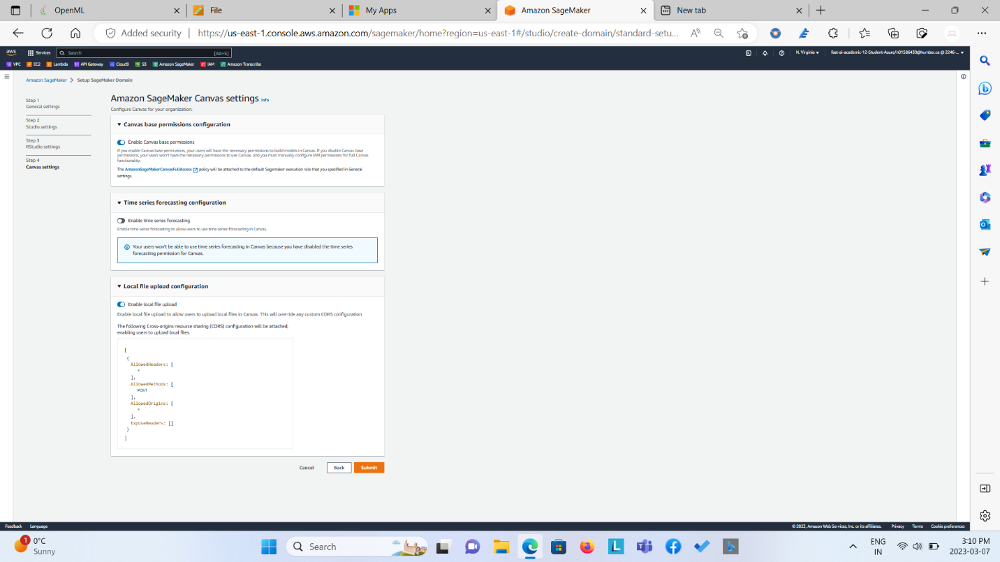 OpenML
File
My Apps
Amazon SageMaker
New tab
Added security
https://us-east-1.console.aws.amazon.com/sagemaker/home?region=us-east-1#/studio/create-domain/standard-setu...
aws
Services
Search
[Alt+S]
N. Virginia
fast-ai-academic-12-Student-Azure/n01586439@humber.ca @ 2246-...
VPC
EC2
Lambda
API Gateway
Cloud9
S3
Amazon SageMaker
IAM
Amazon Transcribe
Amazon SageMaker
Setup SageMaker Domain
Step 1
General settings
Step 2
Studio settings
Step 3
RStudio settings
Step 4
Canvas settings
Amazon SageMaker Canvas settings Info
Configure Canvas for your organization.
Canvas base permissions configuration
Enable Canvas base permissions
If you enable Canvas base permissions, your users will have the necessary permissions to build models in Canvas. If you disable Canvas base
permissions, your users won't have the necessary permissions to use Canvas, and you must manually configure IAM permissions for full Canvas
functionality.
The AmazonSageMakerCanvasFullAccess policy will be attached to the default Sagemaker execution role that you specified in General
settings.
Time series forecasting configuration
Enable time series forecasting
Enable time series forecasting to allow users to use time series forecasting in Canvas.
Your users won't be able to use time series forecasting in Canvas because you have disabled the time series
forecasting permission for Canvas.
Local file upload configuration
Enable local file upload
Enable local file upload to allow users to upload local files in Canvas. This will override any custom CORS configuration.
The following Cross-origins resource sharing (CORS) configuration will be attached,
enabling users to upload local files.
[
{
AllowedHeaders: [
*
],
AllowedMethods: [
POST
],
AllowedOrigins: [
*
],
ExposeHeaders: []
}
]
Cancel
Back
Submit
Feedback
Language
© 2023, Amazon Web Services, Inc. or its affiliates.
Privacy
Terms
Cookie preferences
1
0°C
Sunny
Search
ENG
IN
3:10 PM
2023-03-07